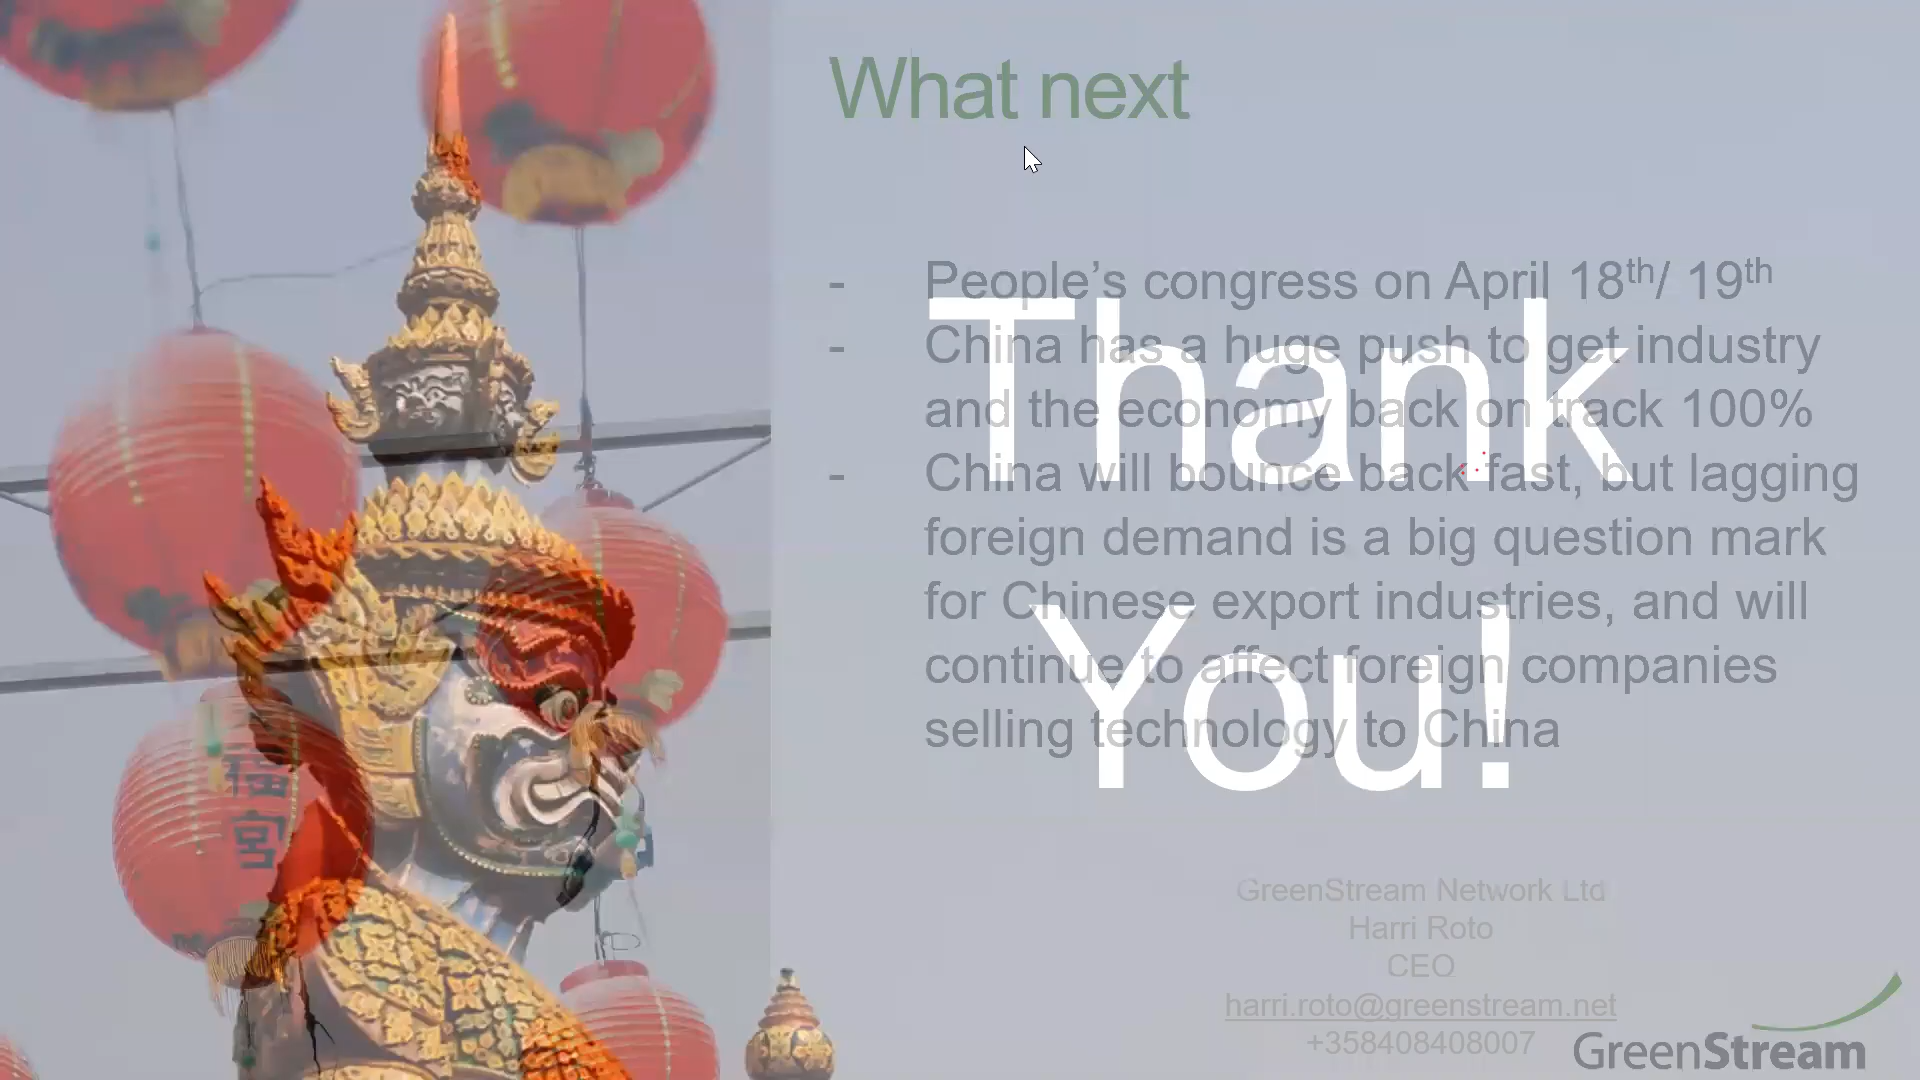 What next
- People’s congress on April 18th/ 19th
- China has a huge push to get industry
and the economy back on track 100%
- China will bounce back fast, but lagging
foreign demand is a big question mark
for Chinese export industries, and will
continue to affect foreign companies
selling technology to China
Thank
You!
福
宮
GreenStream Network Ltd
Harri Roto
CEO
harri.roto@greenstream.net
+358408408007
GreenStream